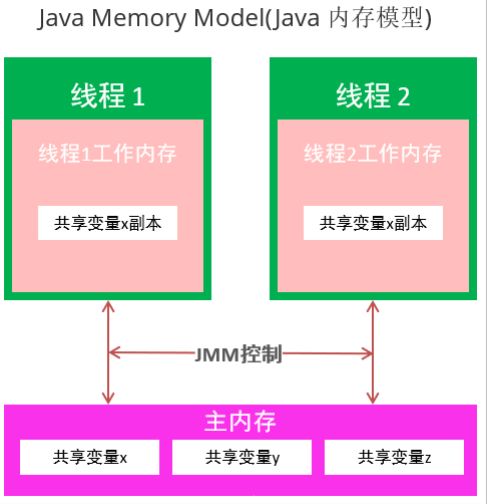 Java Memory Model(Java 内存模型)
线程 1
线程 2
线程1工作内存
线程2工作内存
共享变量x副本
共享变量x副本
JMM控制
主内存
共享变量x
共享变量y
共享变量z